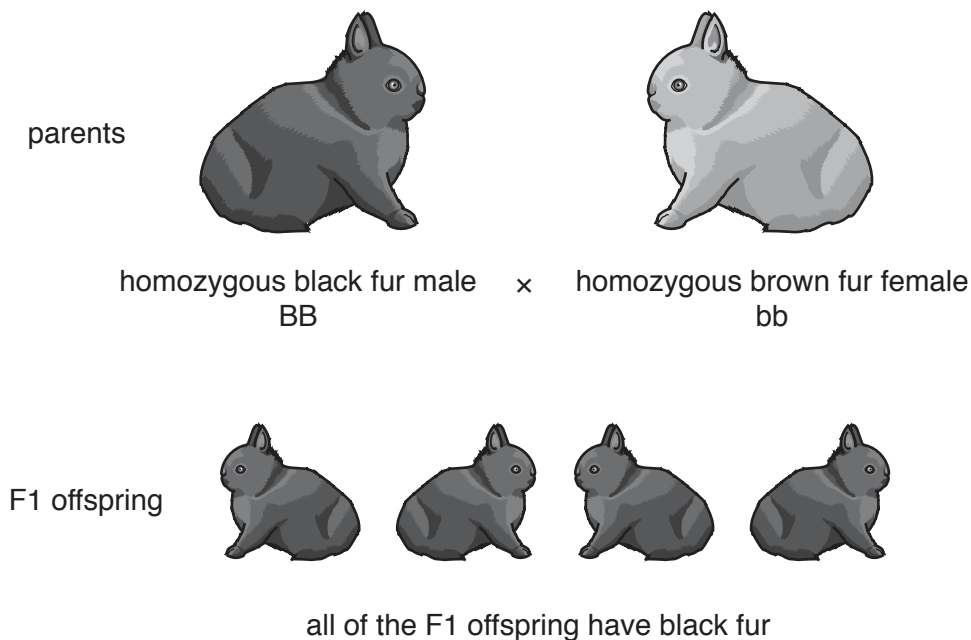 parents
homozygous black fur male × homozygous brown fur female
BB bb
F1 offspring
all of the F1 offspring have black fur